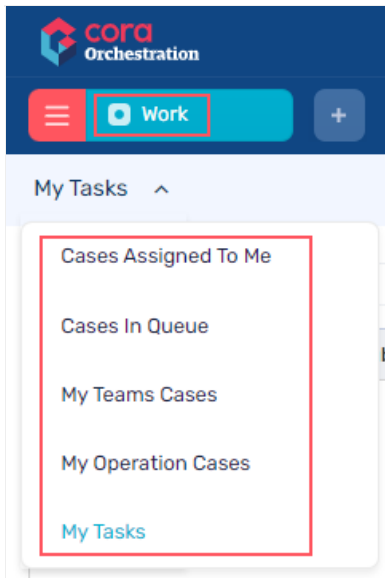 cora
Orchestration
Work
+
My Tasks
Cases Assigned To Me
Cases In Queue
My Teams Cases
My Operation Cases
My Tasks